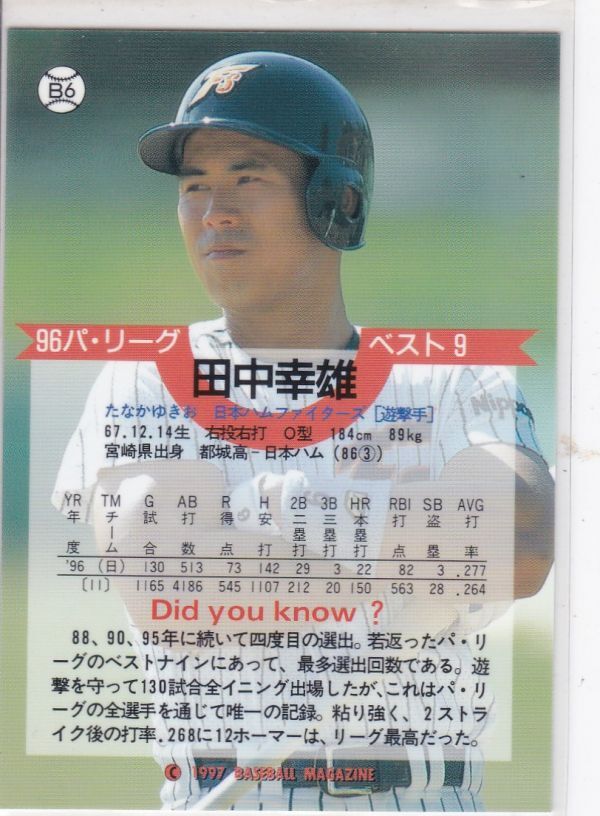 B6
F's
96パ・リーグ ベスト9
田中幸雄
たなかゆきお 日本ハムファイターズ [遊撃手]
67.12.14生 右投右打 O型 184cm 89kg
宮崎県出身 都城高－日本ハム (86③)
YR TM G AB R H 2B 3B HR RBI SB AVG
年度 チーム 試合 打数 得点 安打 二塁打 三塁打 本塁打 打点 盗塁 打率
'96 (日) 130 513 73 142 29 3 22 82 3 .277
[11] 1165 4186 545 1107 212 20 150 563 28 .264
Did you know ?
88、90、95年に続いて四度目の選出。若返ったパ・リ
ーグのベストナインにあって、最多選出回数である。遊
撃を守って130試合全イニング出場したが、これはパ・リ
ーグの全選手を通じて唯一の記録。粘り強く、2ストラ
イク後の打率.268に12ホーマーは、リーグ最高だった。
© 1997 BASEBALL MAGAZINE